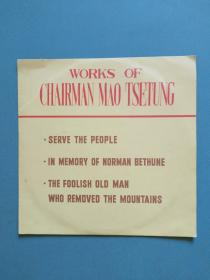 WORKS OF
CHAIRMAN MAO TSETUNG
· SERVE THE PEOPLE
· IN MEMORY OF NORMAN BETHUNE
· THE FOOLISH OLD MAN
WHO REMOVED THE MOUNTAINS